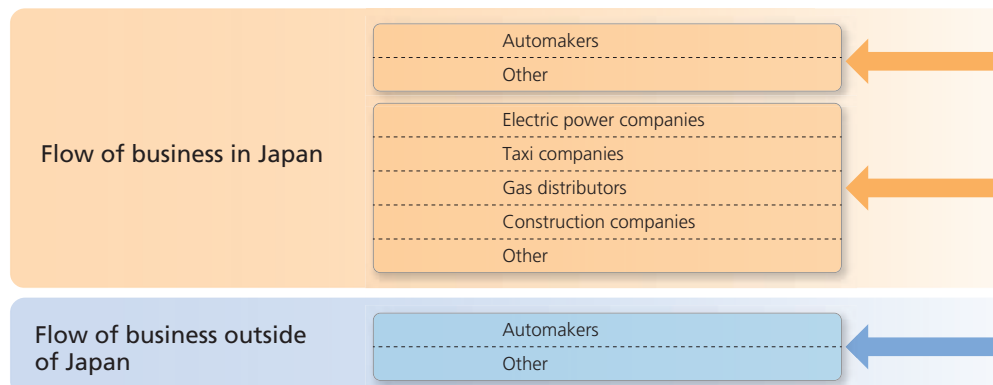 Flow of business in Japan
Automakers
Other
Electric power companies
Taxi companies
Gas distributors
Construction companies
Other
Flow of business outside
of Japan
Automakers
Other